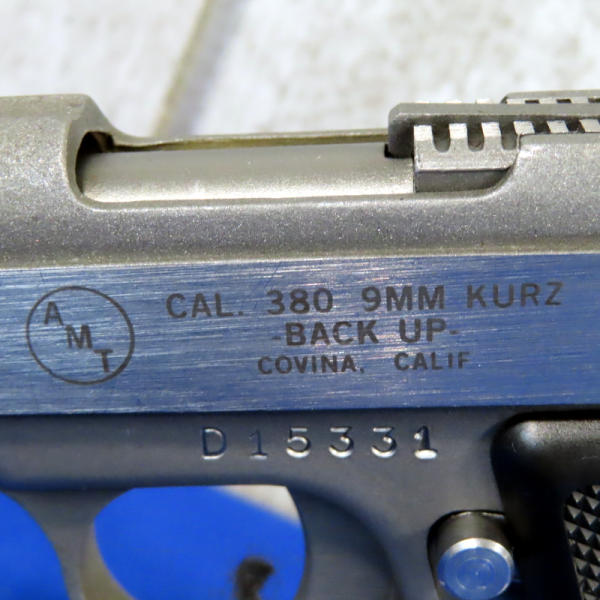 AMT
CAL. 380 9MM KURZ
-BACK UP-
COVINA, CALIF
D15331